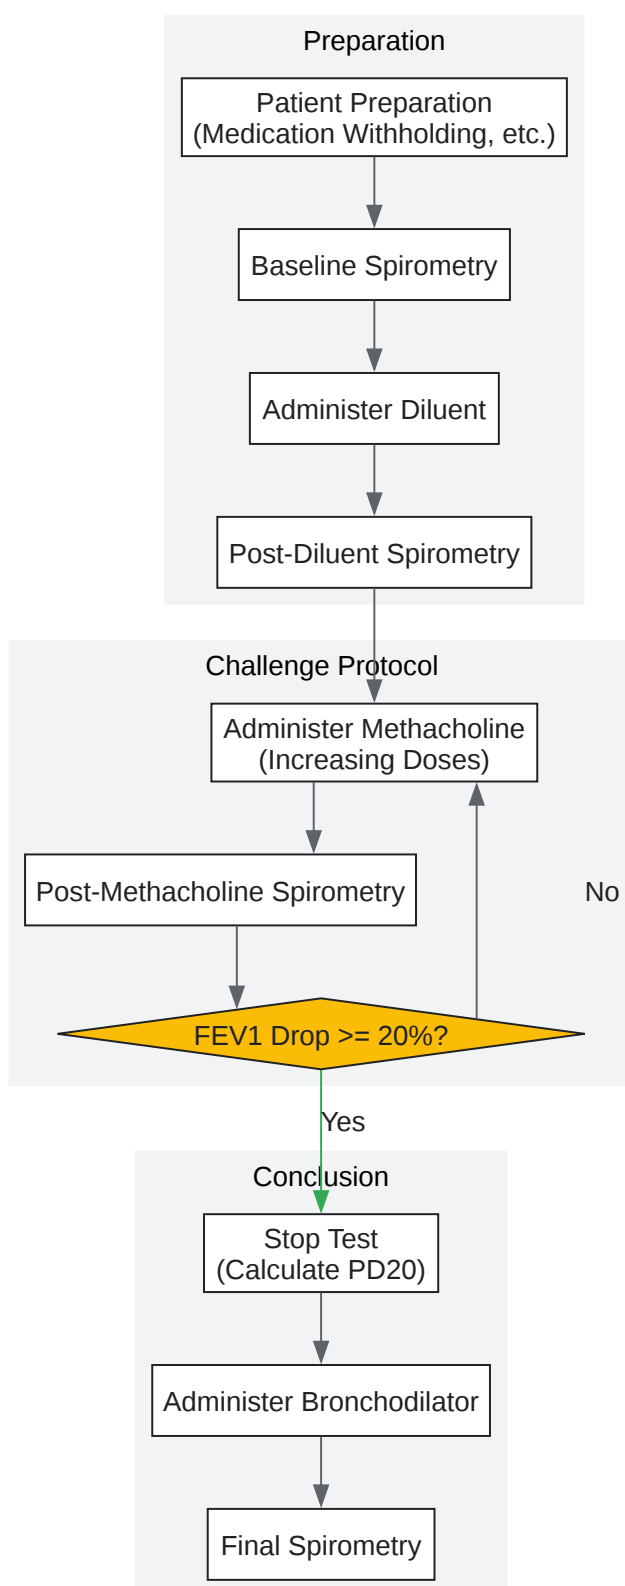 Preparation
Patient Preparation
(Medication Withholding, etc.)
Baseline Spirometry
Administer Diluent
Post-Diluent Spirometry
Challenge Protocol
Administer Methacholine
(Increasing Doses)
Post-Methacholine Spirometry
No
FEV1 Drop >= 20%?
Yes
Conclusion
Stop Test
(Calculate PD20)
Administer Bronchodilator
Final Spirometry